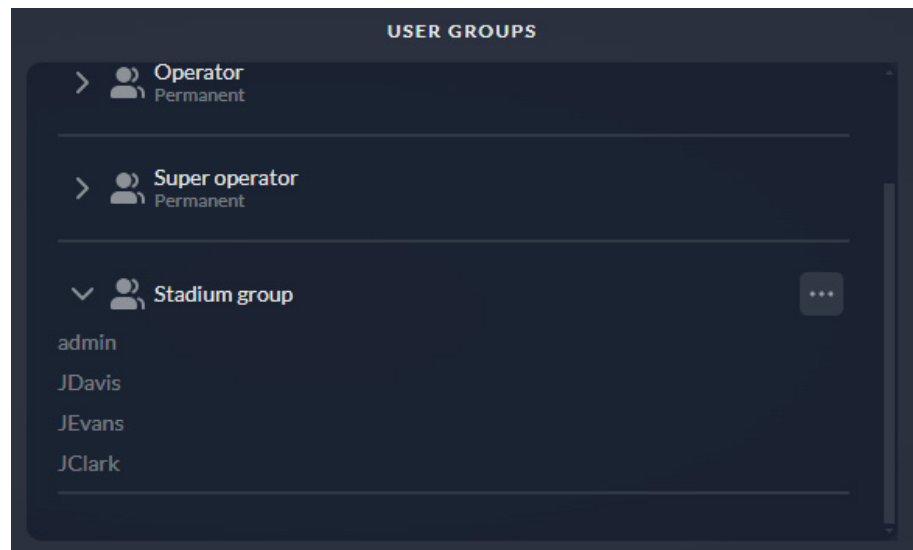 USER GROUPS
Operator
Permanent
Super operator
Permanent
Stadium group
admin
JDavis
JEvans
JClark